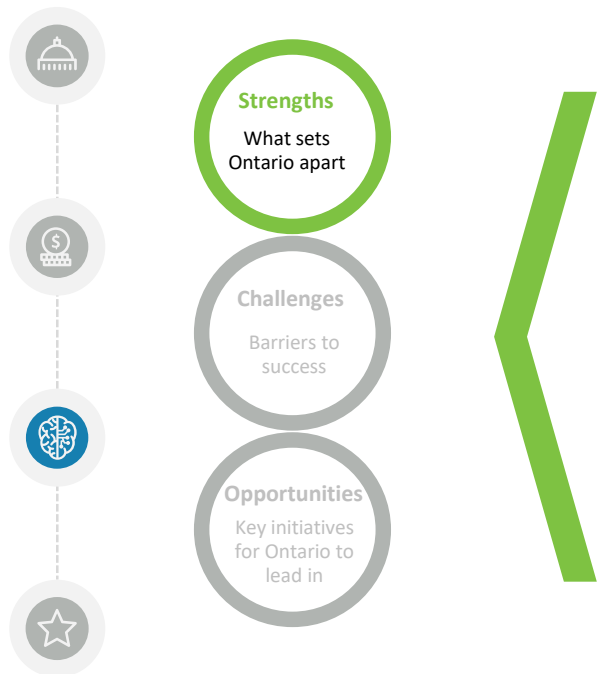 Strengths
What sets
Ontario apart
$
Challenges
Barriers to
success
Opportunities
Key initiatives
for Ontario to
lead in